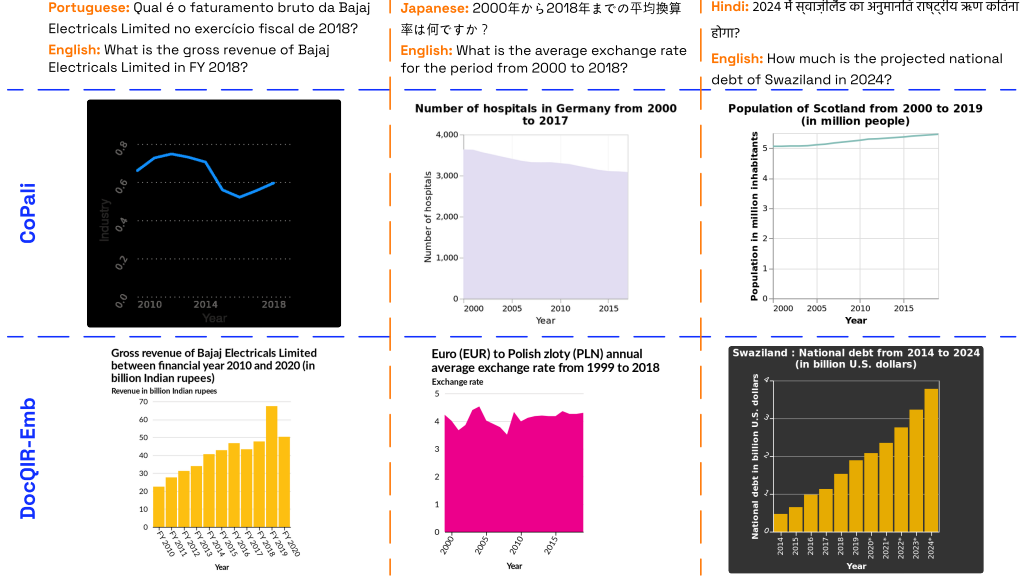 Portuguese: Qual é o faturamento bruto da Bajaj
Electricals Limited no exercício fiscal de 2018?
English: What is the gross revenue of Bajaj
Electricals Limited in FY 2018?
Japanese: 2000年から2018年までの平均換算
率は何ですか？
English: What is the average exchange rate
for the period from 2000 to 2018?
Hindi: 2024 में स्वाज़ीलैंड का अनुमानित राष्ट्रीय ऋण कितना
होगा?
English: How much is the projected national
debt of Swaziland in 2024?
CoPali
0.8
0.6
0.4
0.2
0.0
Industry
2010 2014 2018
Year
Number of hospitals in Germany from 2000
to 2017
4,000
3,000
2,000
1,000
0
Number of hospitals
2000 2005 2010 2015
Year
Population of Scotland from 2000 to 2019
(in million people)
5
4
3
2
1
0
Population in million inhabitants
2000 2005 2010 2015
Year
DocQIR-Emb
Gross revenue of Bajaj Electricals Limited
between financial year 2010 and 2020 (in
billion Indian rupees)
Revenue in billion Indian rupees
70
60
50
40
30
20
10
0
FY 2010 FY 2011 FY 2012 FY 2013 FY 2014 FY 2015 FY 2016 FY 2017 FY 2018 FY 2019 FY 2020
Year
Euro (EUR) to Polish zloty (PLN) annual
average exchange rate from 1999 to 2018
Exchange rate
5
4
3
2
1
0
2000 2005 2010 2015
Year
Swaziland : National debt from 2014 to 2024
(in billion U.S. dollars)
4
3
2
1
0
National debt in billion U.S. dollars
2014 2015 2016 2017 2018 2019 2020* 2021* 2022* 2023* 2024*
Year